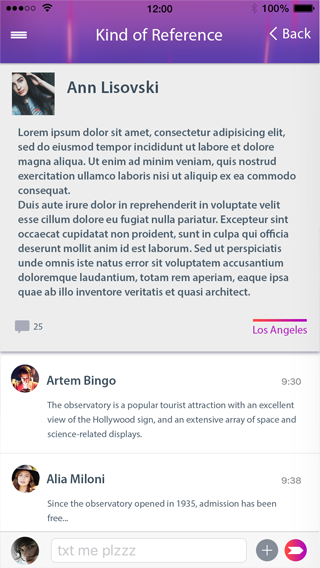 12:00
100%
Kind of Reference
Back
Ann Lisovski
Lorem ipsum dolor sit amet, consectetur adipisicing elit,
sed do eiusmod tempor incididunt ut labore et dolore
magna aliqua. Ut enim ad minim veniam, quis nostrud
exercitation ullamco laboris nisi ut aliquip ex ea commodo
consequat.
Duis aute irure dolor in reprehenderit in voluptate velit
esse cillum dolore eu fugiat nulla pariatur. Excepteur sint
occaecat cupidatat non proident, sunt in culpa qui officia
deserunt mollit anim id est laborum. Sed ut perspiciatis
unde omnis iste natus error sit voluptatem accusantium
doloremque laudantium, totam rem aperiam, eaque ipsa
quae ab illo inventore veritatis et quasi architect.
25
Los Angeles
Artem Bingo
9:30
The observatory is a popular tourist attraction with an excellent
view of the Hollywood sign, and an extensive array of space and
science-related displays.
Alia Miloni
9:38
Since the observatory opened in 1935, admission has been
free...
txt me plzzz